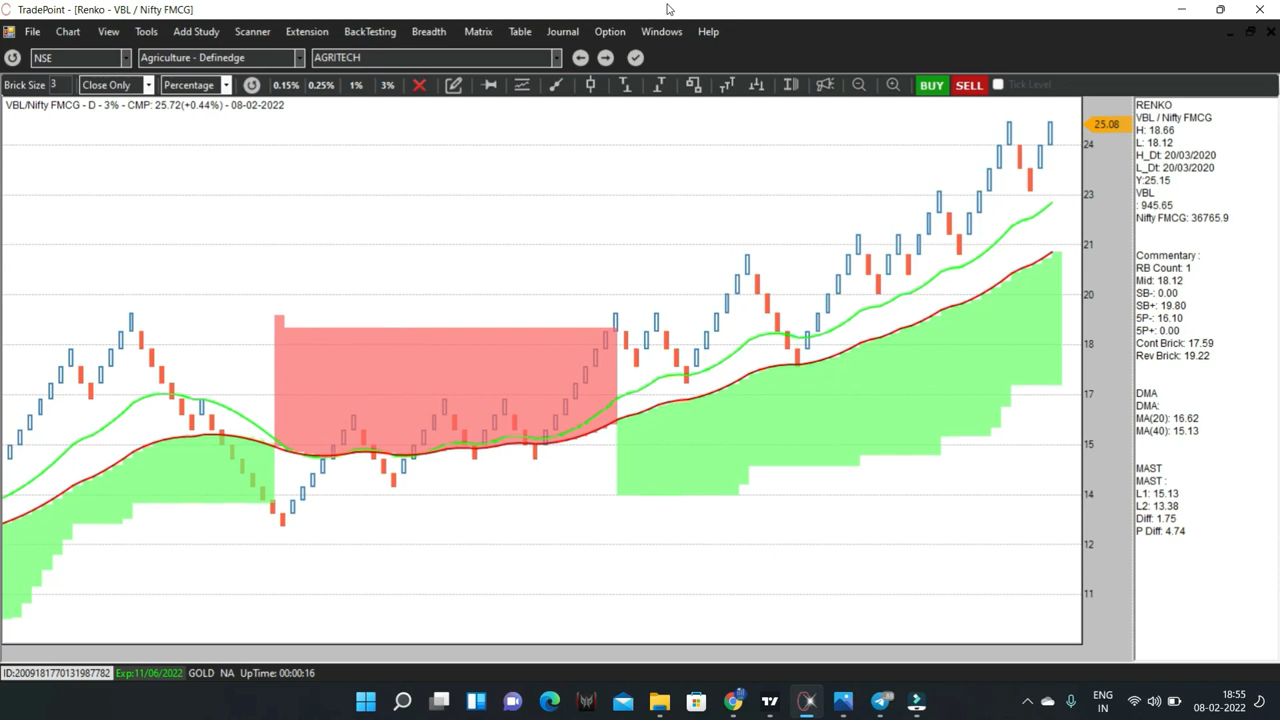 TradePoint - [Renko - VBL / Nifty FMCG]
File Chart View Tools Add Study Scanner Extension BackTesting Breadth Matrix Table Journal Option Windows Help
NSE Agriculture - Definedge AGRITECH
Brick Size 3 Close Only Percentage 0.15% 0.25% 1% 3% BUY SELL Tick Level
VBL/Nifty FMCG - D - 3% - CMP: 25.72(+0.44%) - 08-02-2022
25.08
24
23
21
20
18
17
15
14
12
11
RENKO
VBL / Nifty FMCG
H: 18.66
L: 18.12
H_Dt: 20/03/2020
L_Dt: 20/03/2020
Y:25.15
VBL
: 945.65
Nifty FMCG: 36765.9
Commentary :
RB Count: 1
Mid: 18.12
SB-: 0.00
SB+: 19.80
5P-: 16.10
5P+: 0.00
Cont Brick: 17.59
Rev Brick: 19.22
DMA
DMA:
MA(20): 16.62
MA(40): 15.13
MAST
MAST :
L1: 15.13
L2: 13.38
Diff: 1.75
P Diff: 4.74
ID:2009181770131987782 Exp:11/06/2022 GOLD NA UpTime: 00:00:16
ENG
IN
18:55
08-02-2022